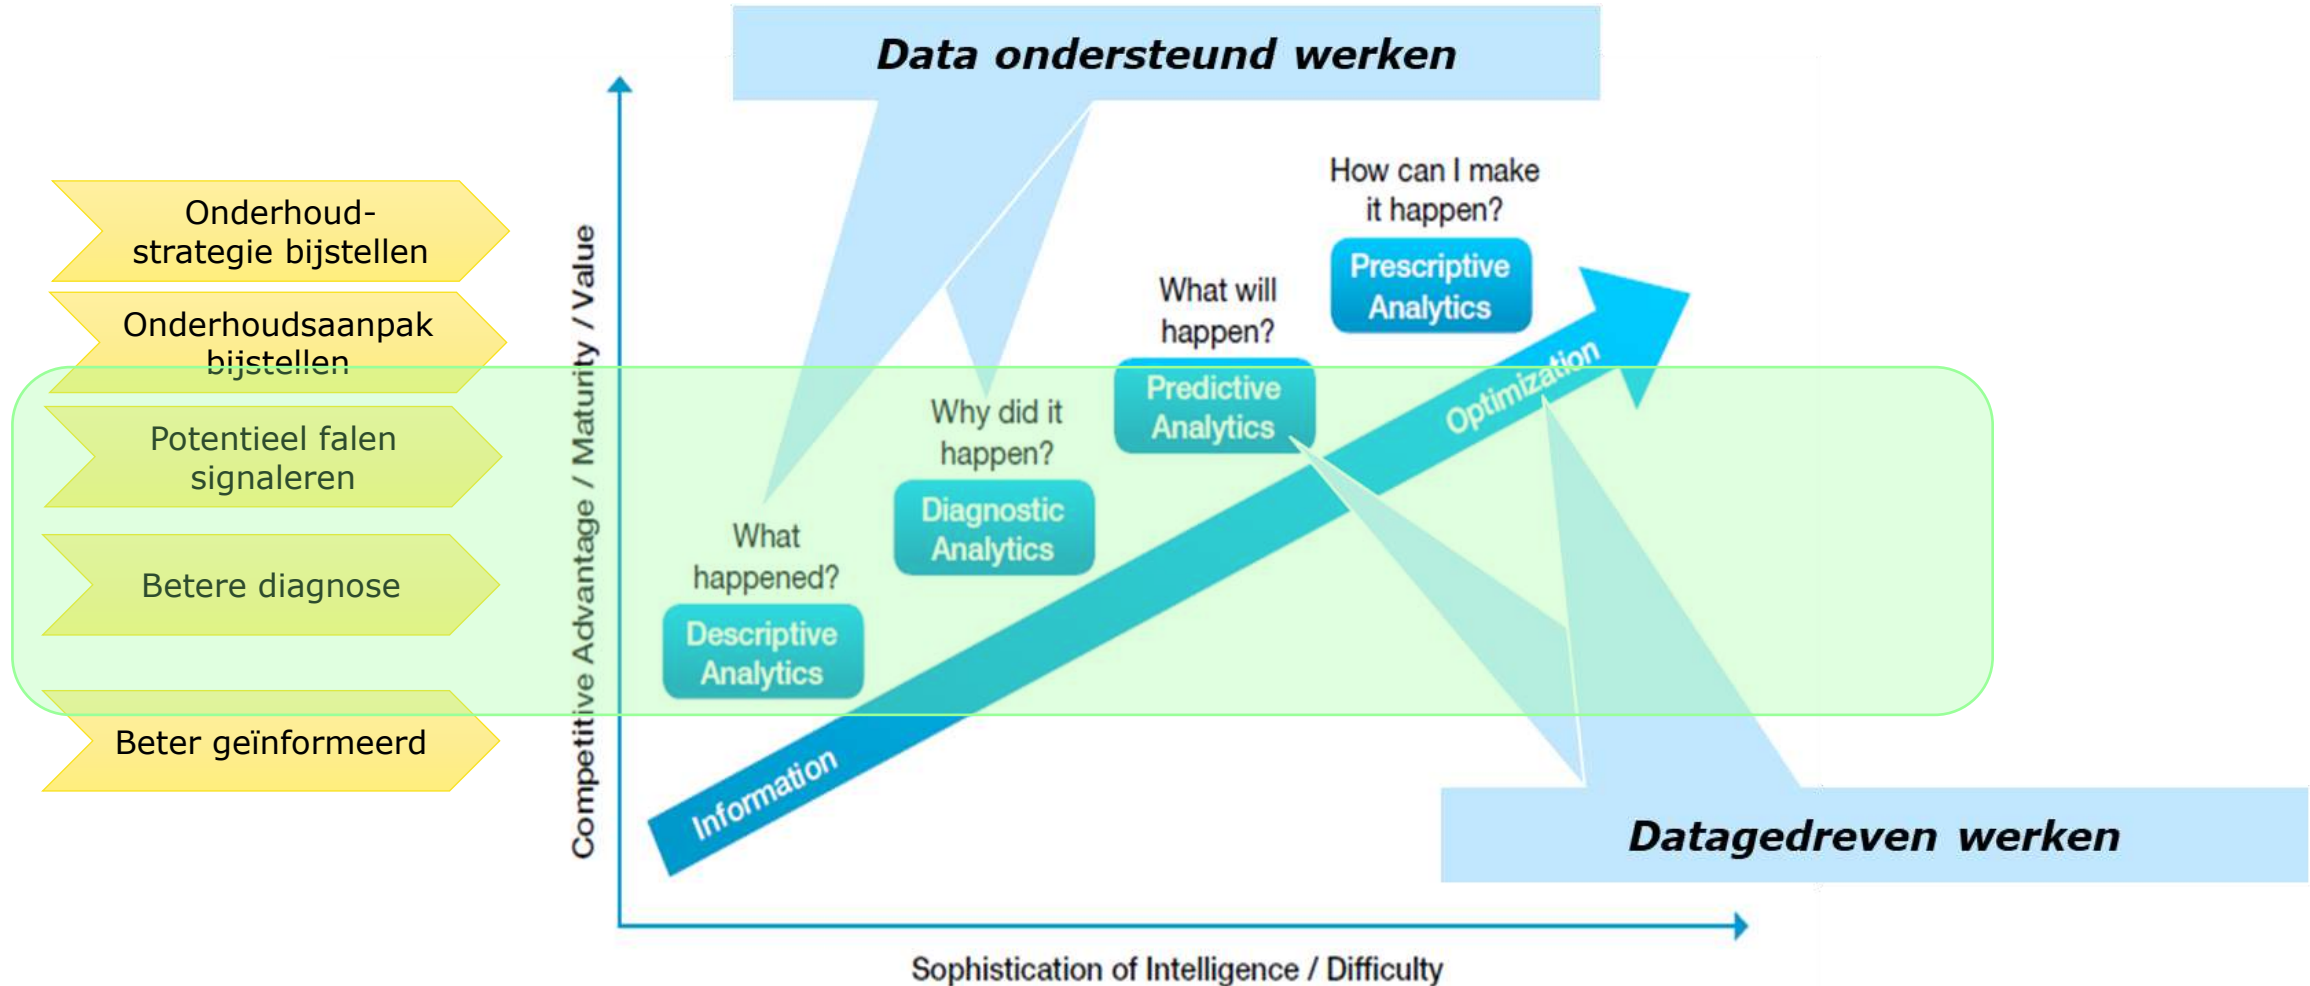 Data ondersteund werken
Onderhoud-
strategie bijstellen
Onderhoudsaanpak
bijstellen
Potentieel falen
signaleren
Betere diagnose
Beter geïnformeerd
Competitive Advantage / Maturity / Value
How can I make
it happen?
Prescriptive
Analytics
What will
happen?
Predictive
Analytics
Why did it
happen?
Diagnostic
Analytics
What
happened?
Descriptive
Analytics
Optimization
Information
Datagedreven werken
Sophistication of Intelligence / Difficulty